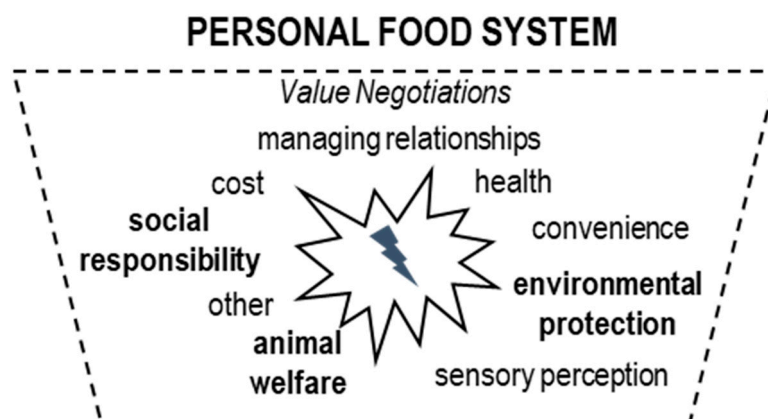 PERSONAL FOOD SYSTEM
Value Negotiations
managing relationships
cost
health
social
responsibility
convenience
other
environmental
protection
animal
welfare
sensory perception